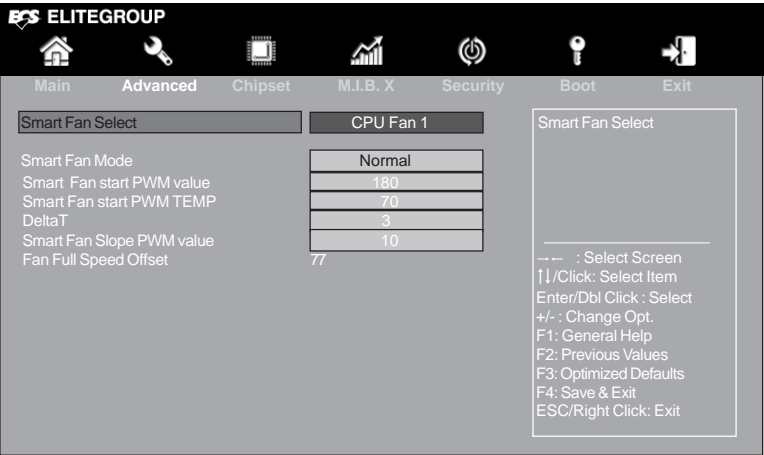 ECS ELITEGROUP
Main Advanced Chipset M.I.B. X Security Boot Exit
Smart Fan Select CPU Fan 1
Smart Fan Mode Normal
Smart Fan start PWM value 180
Smart Fan start PWM TEMP 70
DeltaT 3
Smart Fan Slope PWM value 10
Fan Full Speed Offset 77
Smart Fan Select
→← : Select Screen
↑↓/Click: Select Item
Enter/Dbl Click : Select
+/- : Change Opt.
F1: General Help
F2: Previous Values
F3: Optimized Defaults
F4: Save & Exit
ESC/Right Click: Exit